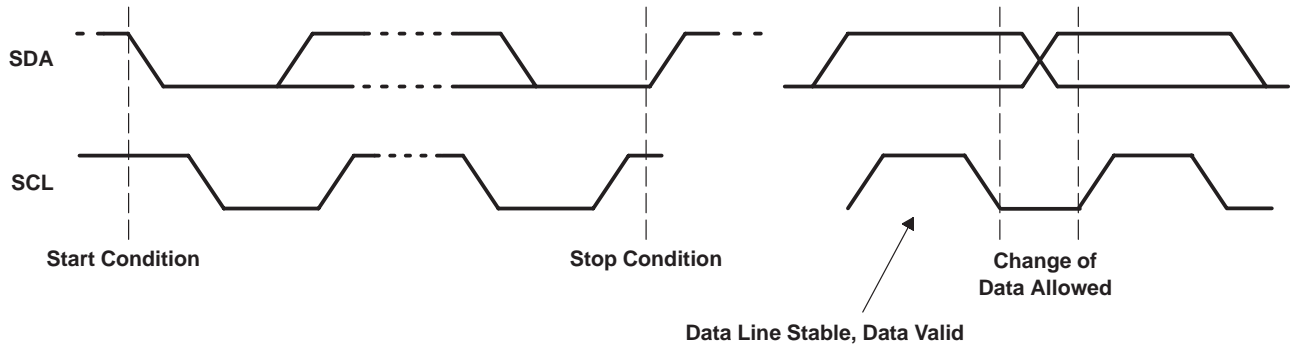 SDA
SCL
Start Condition
Stop Condition
Change of
Data Allowed
Data Line Stable, Data Valid